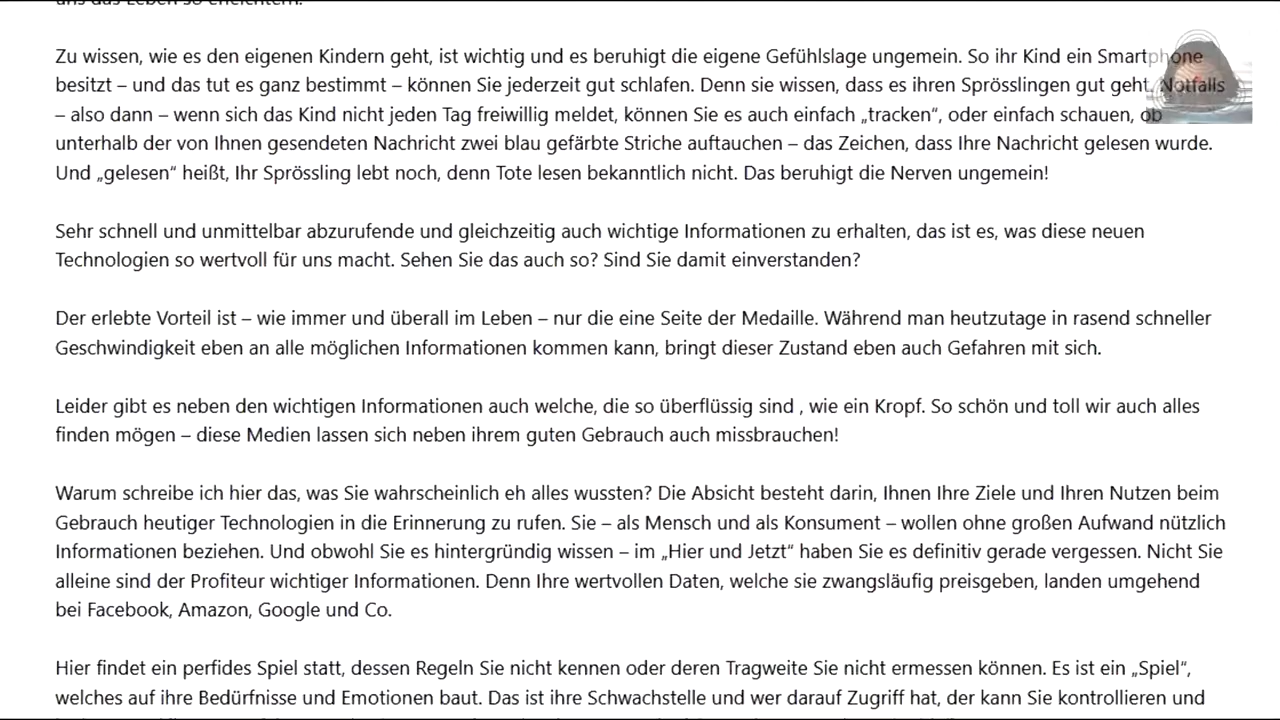 uns das Leben so erleichtern.
Zu wissen, wie es den eigenen Kindern geht, ist wichtig und es beruhigt die eigene Gefühlslage ungemein. So ihr Kind ein Smartphone
besitzt – und das tut es ganz bestimmt – können Sie jederzeit gut schlafen. Denn sie wissen, dass es ihren Sprösslingen gut geht. Notfalls
– also dann – wenn sich das Kind nicht jeden Tag freiwillig meldet, können Sie es auch einfach „tracken“, oder einfach schauen, ob
unterhalb der von Ihnen gesendeten Nachricht zwei blau gefärbte Striche auftauchen – das Zeichen, dass Ihre Nachricht gelesen wurde.
Und „gelesen“ heißt, Ihr Sprössling lebt noch, denn Tote lesen bekanntlich nicht. Das beruhigt die Nerven ungemein!
Sehr schnell und unmittelbar abzurufende und gleichzeitig auch wichtige Informationen zu erhalten, das ist es, was diese neuen
Technologien so wertvoll für uns macht. Sehen Sie das auch so? Sind Sie damit einverstanden?
Der erlebte Vorteil ist – wie immer und überall im Leben – nur die eine Seite der Medaille. Während man heutzutage in rasend schneller
Geschwindigkeit eben an alle möglichen Informationen kommen kann, bringt dieser Zustand eben auch Gefahren mit sich.
Leider gibt es neben den wichtigen Informationen auch welche, die so überflüssig sind , wie ein Kropf. So schön und toll wir auch alles
finden mögen – diese Medien lassen sich neben ihrem guten Gebrauch auch missbrauchen!
Warum schreibe ich hier das, was Sie wahrscheinlich eh alles wussten? Die Absicht besteht darin, Ihnen Ihre Ziele und Ihren Nutzen beim
Gebrauch heutiger Technologien in die Erinnerung zu rufen. Sie – als Mensch und als Konsument – wollen ohne großen Aufwand nützlich
Informationen beziehen. Und obwohl Sie es hintergründig wissen – im „Hier und Jetzt“ haben Sie es definitiv gerade vergessen. Nicht Sie
alleine sind der Profiteur wichtiger Informationen. Denn Ihre wertvollen Daten, welche sie zwangsläufig preisgeben, landen umgehend
bei Facebook, Amazon, Google und Co.
Hier findet ein perfides Spiel statt, dessen Regeln Sie nicht kennen oder deren Tragweite Sie nicht ermessen können. Es ist ein „Spiel“,
welches auf ihre Bedürfnisse und Emotionen baut. Das ist ihre Schwachstelle und wer darauf Zugriff hat, der kann Sie kontrollieren und